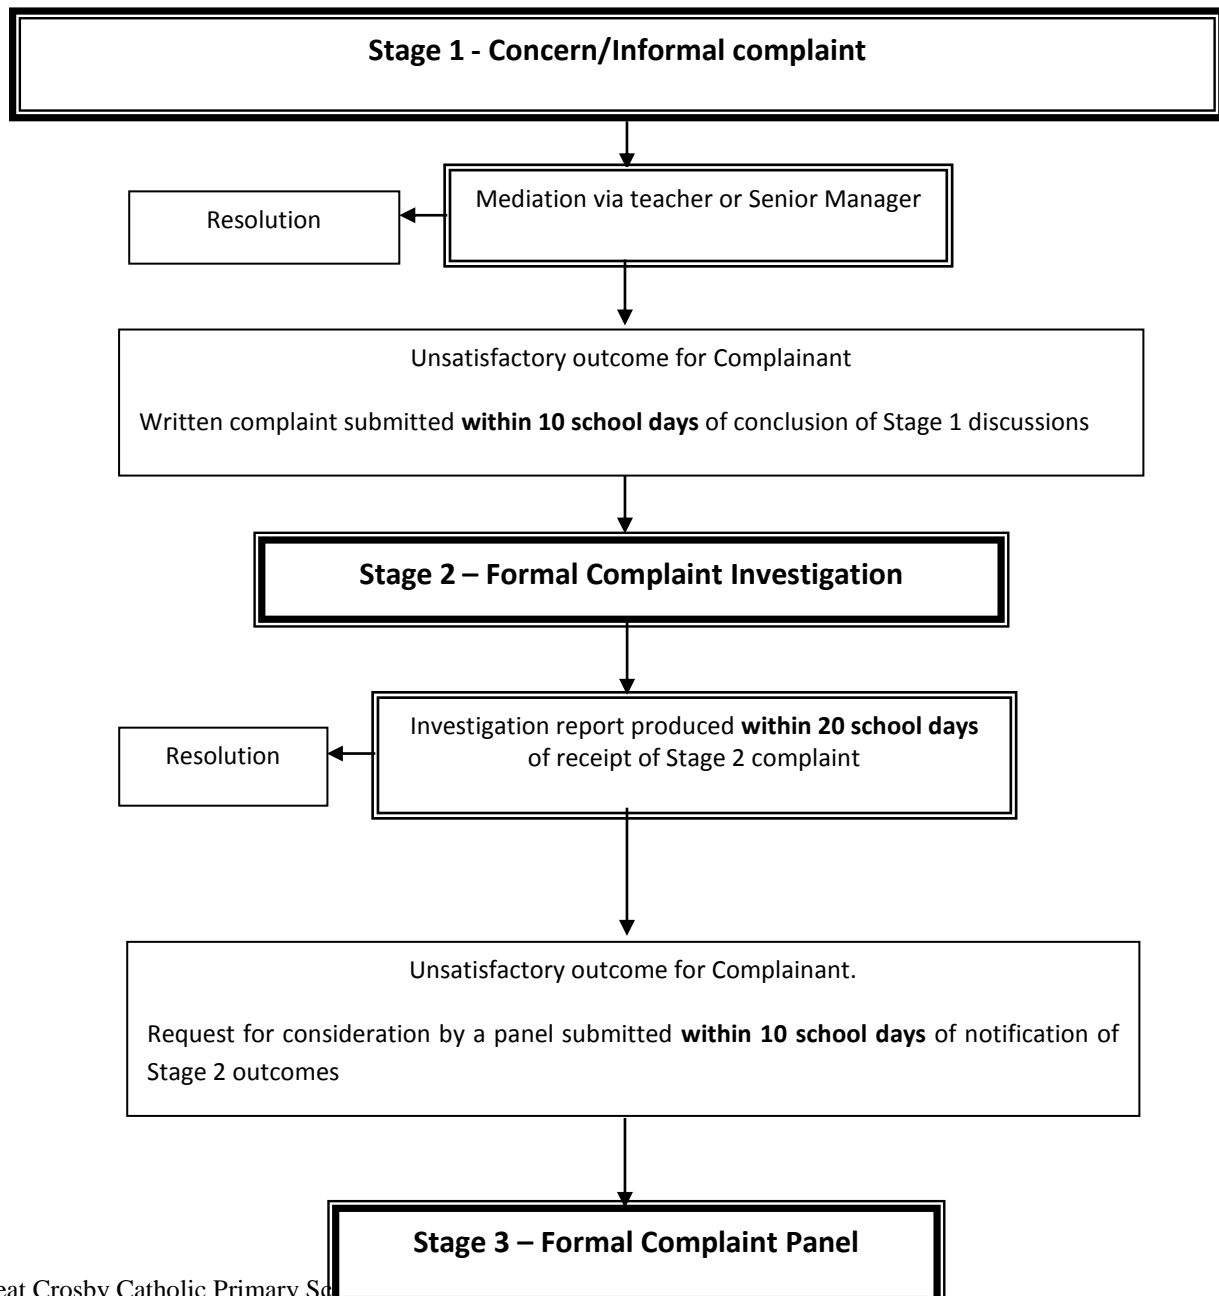 Stage 1 - Concern/Informal complaint
Mediation via teacher or Senior Manager
Resolution
Unsatisfactory outcome for Complainant
Written complaint submitted within 10 school days of conclusion of Stage 1 discussions
Stage 2 – Formal Complaint Investigation
Investigation report produced within 20 school days
of receipt of Stage 2 complaint
Resolution
Unsatisfactory outcome for Complainant.
Request for consideration by a panel submitted within 10 school days of notification of
Stage 2 outcomes
Stage 3 – Formal Complaint Panel
Crosby Catholic Primary